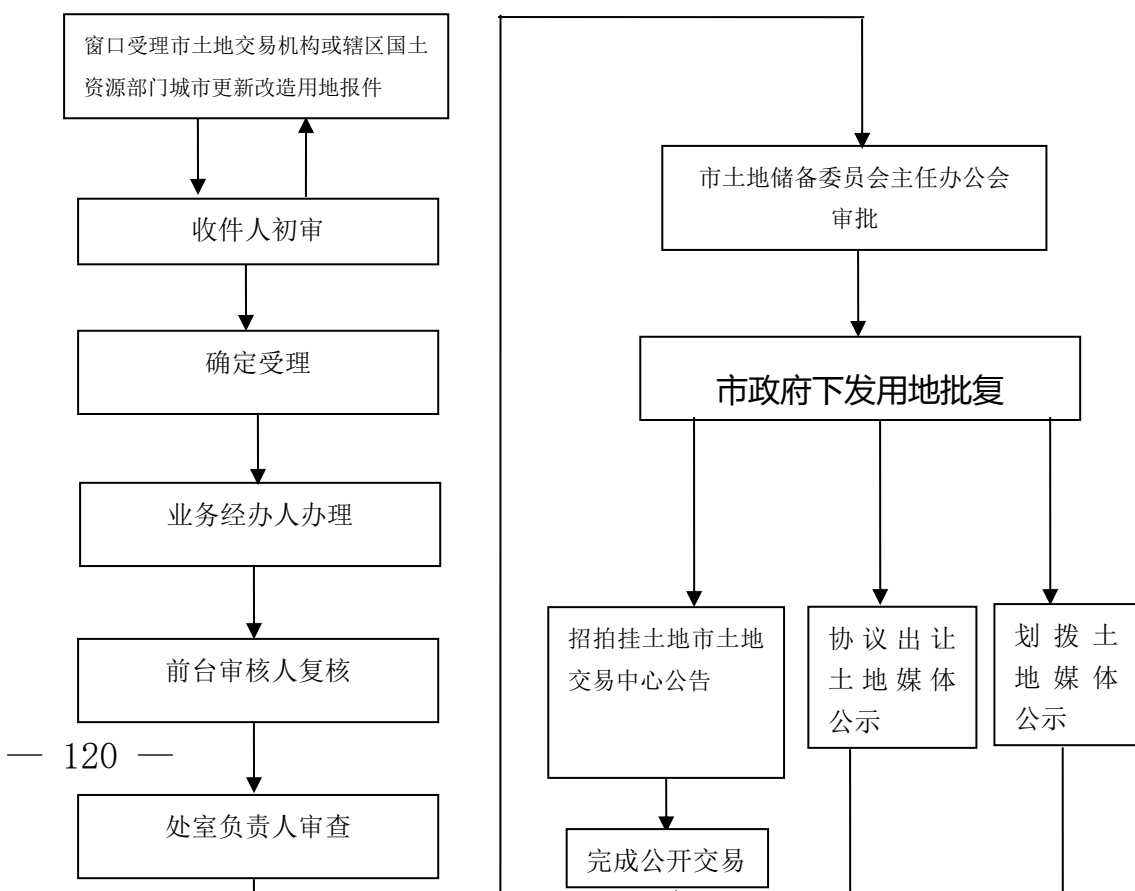 窗口受理市土地交易机构或辖区国土
资源部门城市更新改造用地报件
收件人初审
确定受理
业务经办人办理
前台审核人复核
— 120 —
处室负责人审查
市土地储备委员会主任办公会
审批
市政府下发用地批复
招拍挂土地市土地
交易中心公告
完成公开交易
协议出让
土地媒体
公示
划拨土
地媒体
公示